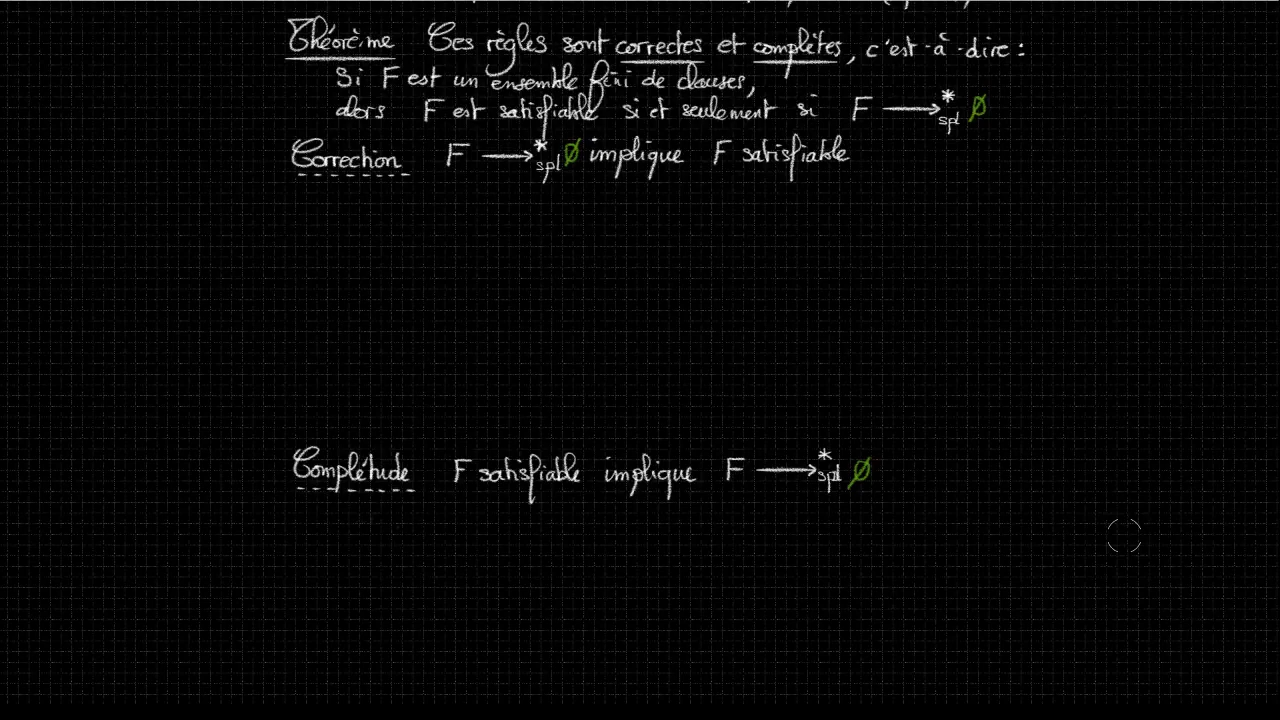 Théorème Ces règles sont correctes et complètes, c'est-à-dire :
Si F est un ensemble fini de clauses,
alors F est satisfiable si et seulement si F →*spl ∅
Correction F →*spl ∅ implique F satisfiable
Complétude F satisfiable implique F →*spl ∅